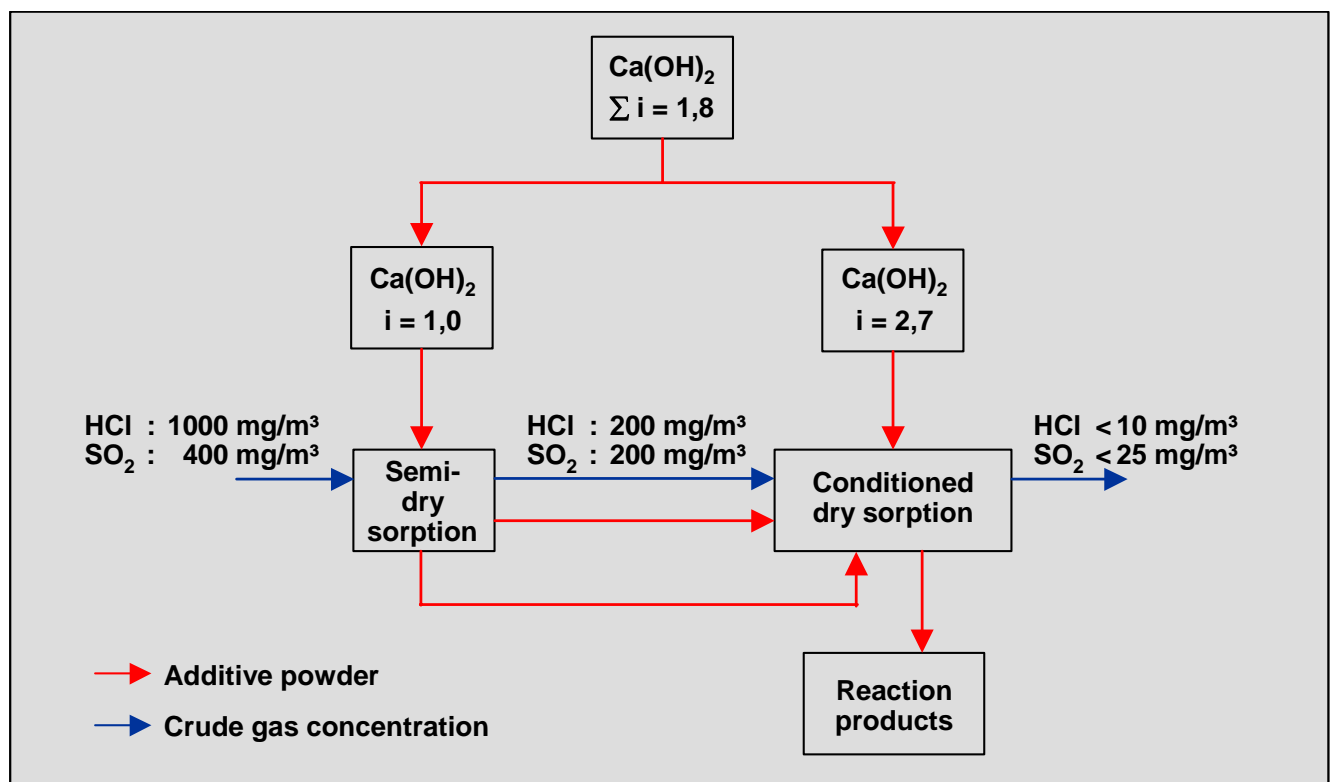 Ca(OH)₂
∑ i = 1,8
Ca(OH)₂
i = 1,0
Ca(OH)₂
i = 2,7
HCl : 1000 mg/m³
SO₂ : 400 mg/m³
HCl : 200 mg/m³
SO₂ : 200 mg/m³
HCl < 10 mg/m³
SO₂ < 25 mg/m³
Semi-
dry
sorption
Conditioned
dry sorption
Additive powder
Crude gas concentration
Reaction
products